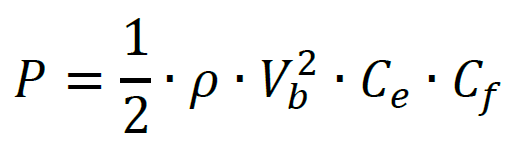 P = 1/2 · ρ · V_b^2 · C_e · C_f